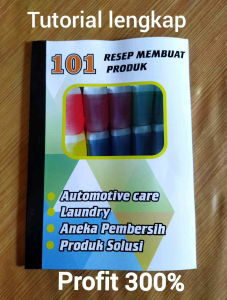 Tutorial lengkap
101 RESEP MEMBUAT
PRODUK
Automotive care
Laundry
Aneka Pembersih
Produk Solusi
Profit 300%